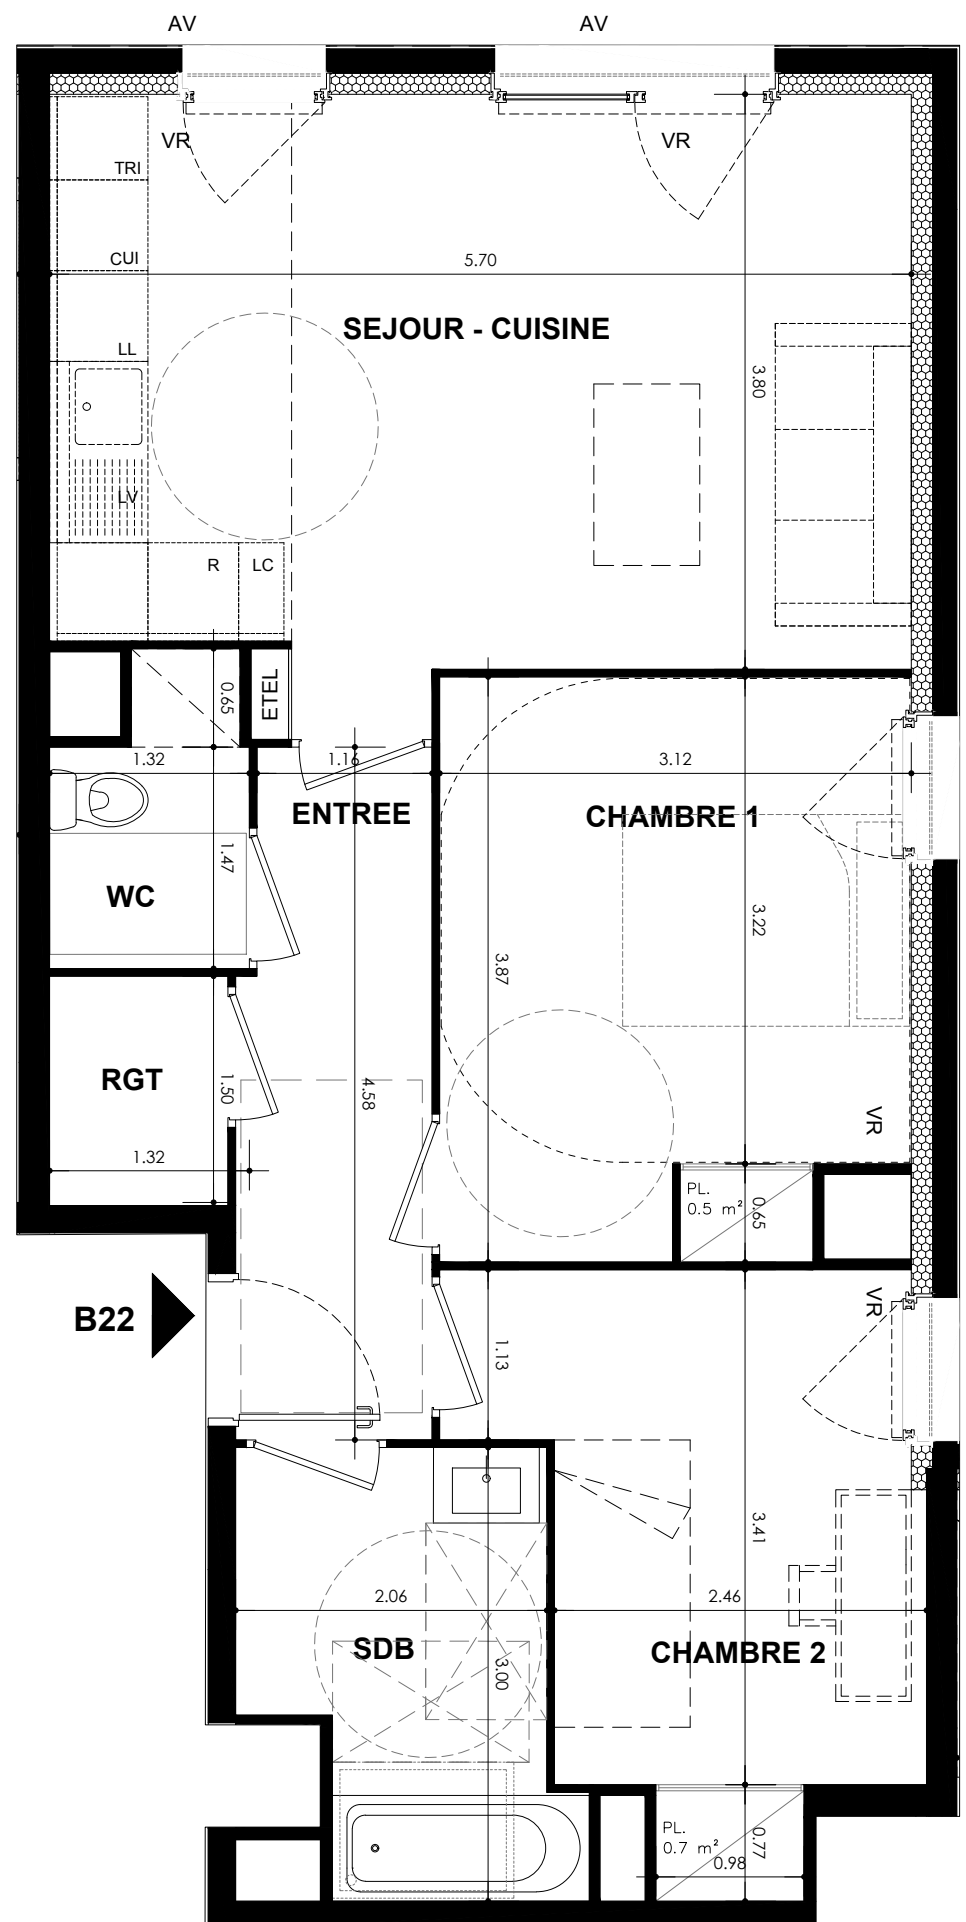 AV
AV
VR
VR
TRI
CUI
5.70
SEJOUR - CUISINE
LL
3.80
LV
R
LC
0.65
ETEL
1.32
1.16
3.12
ENTREE
CHAMBRE 1
1.47
WC
3.22
3.87
RGT
1.50
4.58
VR
1.32
PL.
0.5 m²
0.65
B22
VR
1.13
3.41
2.06
2.46
SDB
CHAMBRE 2
3.00
PL.
0.7 m²
0.77
0.98